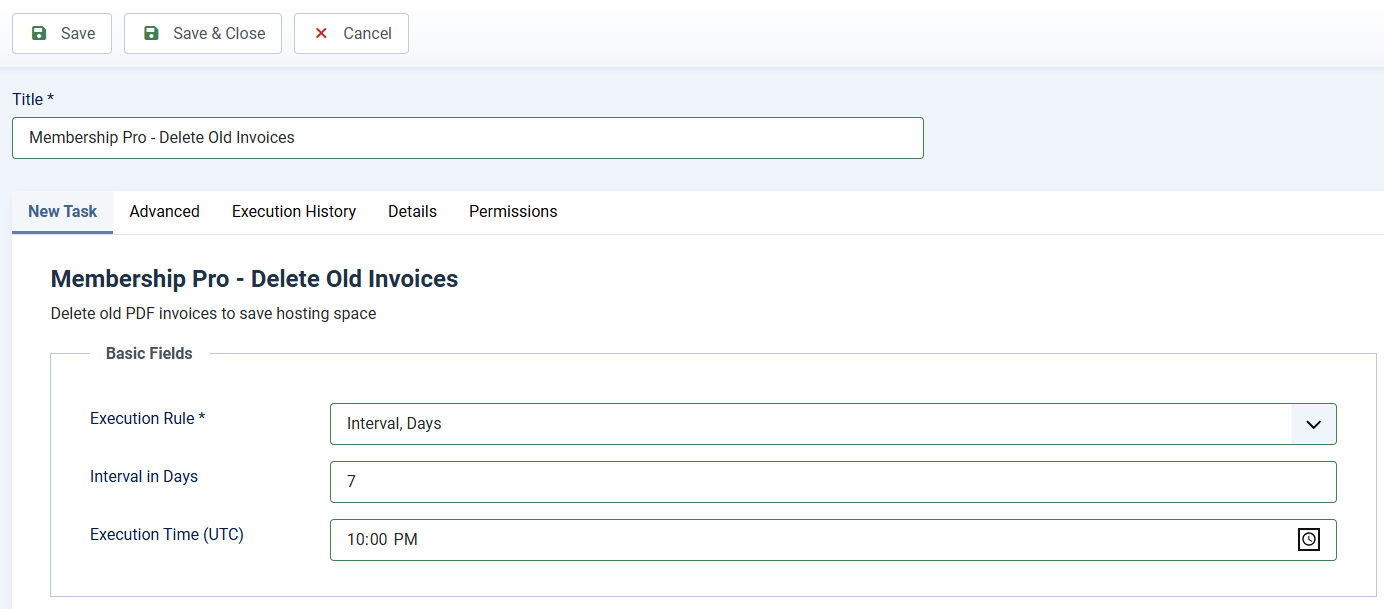 Save Save & Close Cancel
Title *
Membership Pro - Delete Old Invoices
New Task Advanced Execution History Details Permissions
Membership Pro - Delete Old Invoices
Delete old PDF invoices to save hosting space
Basic Fields
Execution Rule * Interval, Days
Interval in Days 7
Execution Time (UTC) 10:00 PM